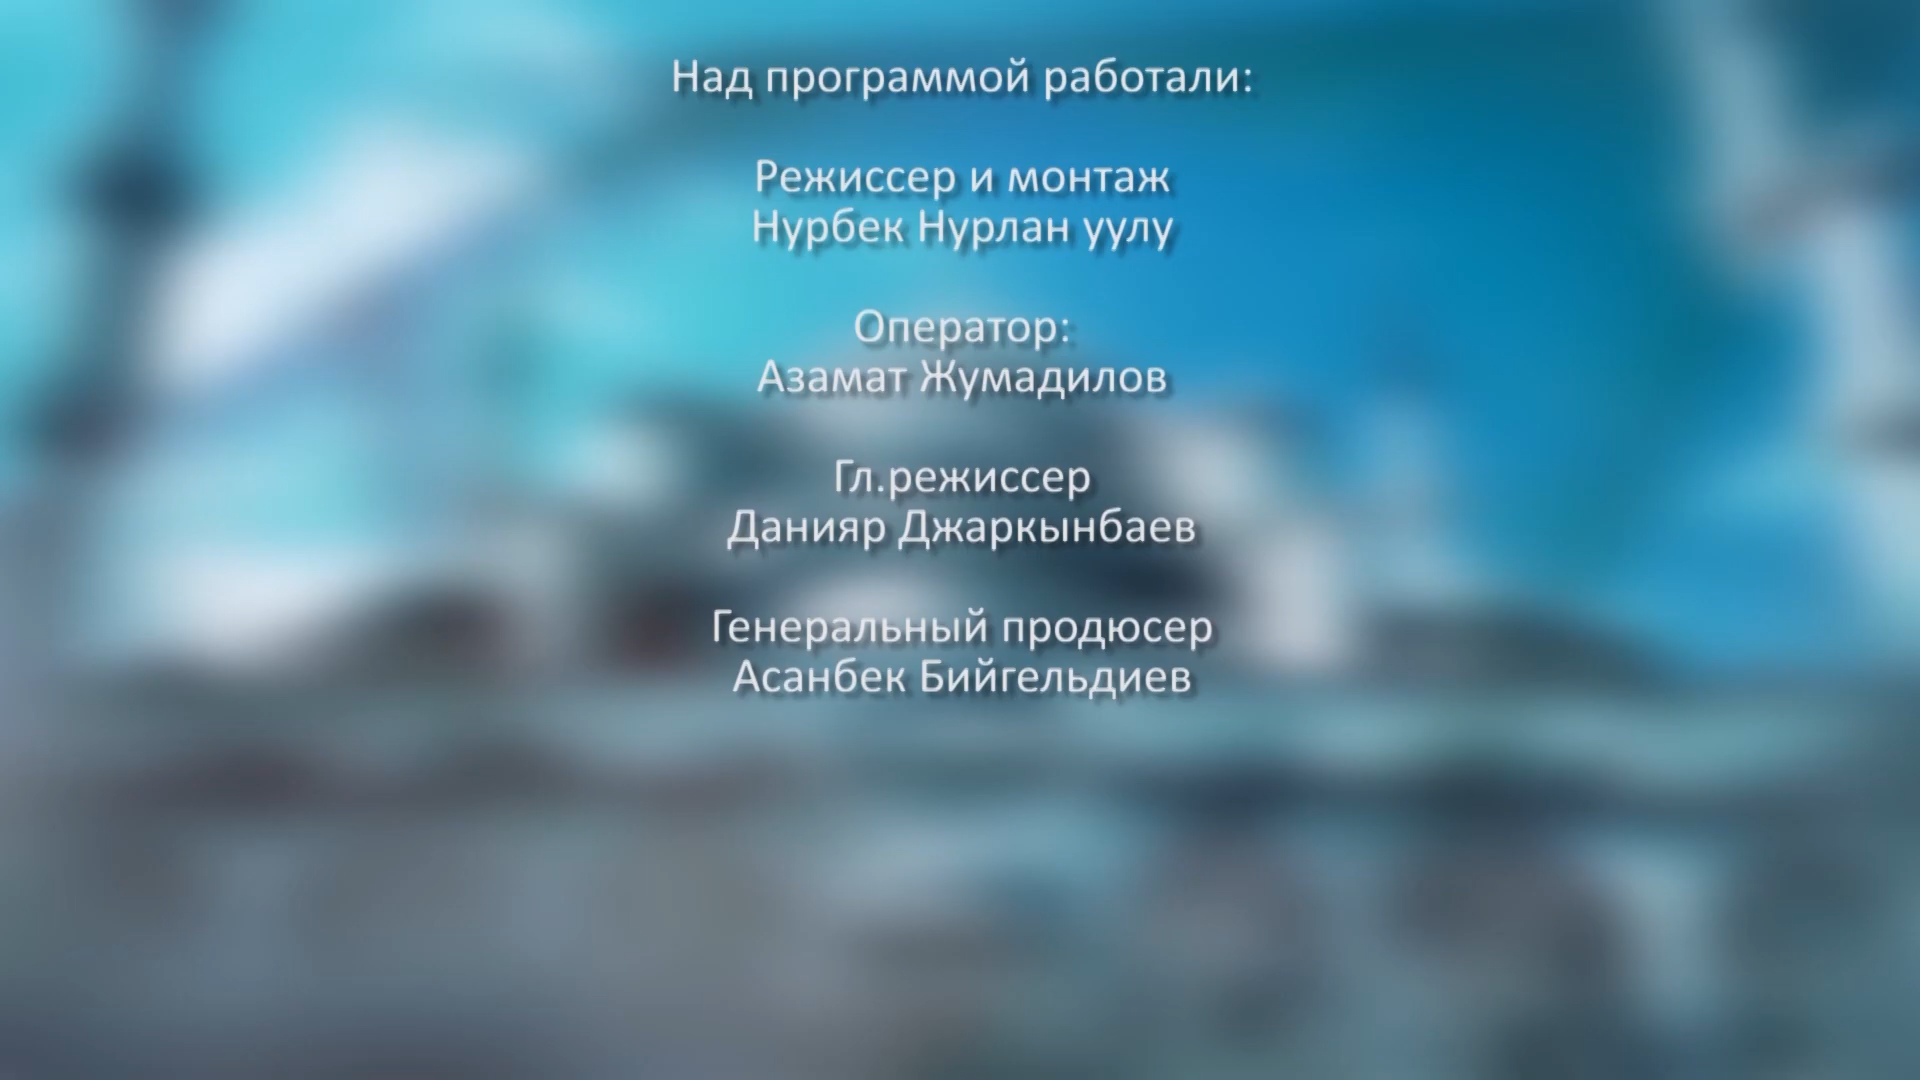 Над программой работали:
Режиссер и монтаж
Нурбек Нурлан уулу
Оператор:
Азамат Жумадилов
Гл.режиссер
Данияр Джаркынбаев
Генеральный продюсер
Асанбек Бийгельдиев